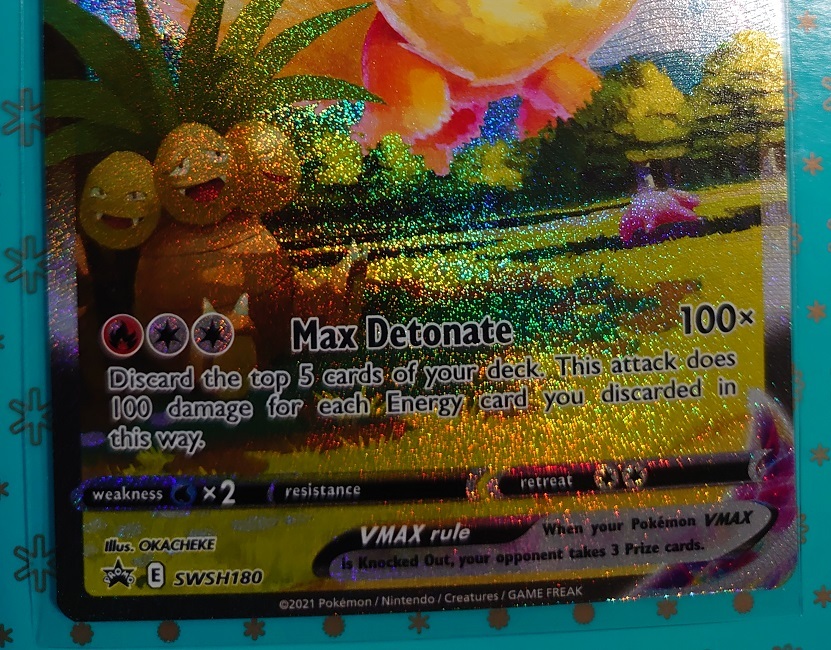 Max Detonate 100×
Discard the top 5 cards of your deck. This attack does
100 damage for each Energy card you discarded in
this way.
weakness ×2 resistance retreat
VMAX rule When your Pokémon VMAX
is Knocked Out, your opponent takes 3 Prize cards.
Illus. OKACHEKE
E SWSH180
©2021 Pokémon / Nintendo / Creatures / GAME FREAK